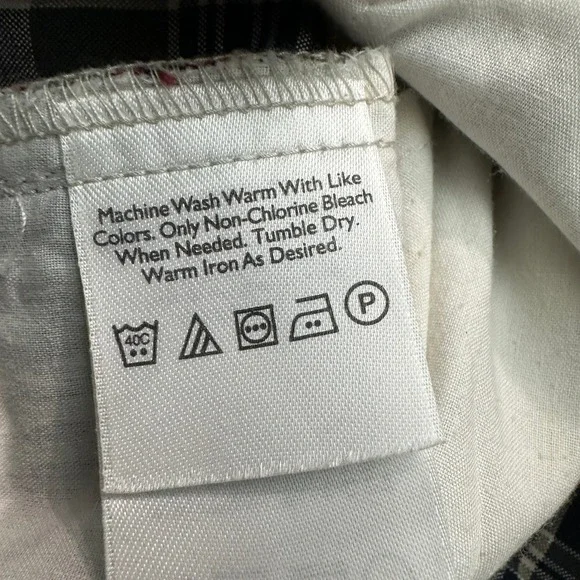 Machine Wash Warm With Like
Colors. Only Non-Chlorine Bleach
When Needed. Tumble Dry.
Warm Iron As Desired.
40C P